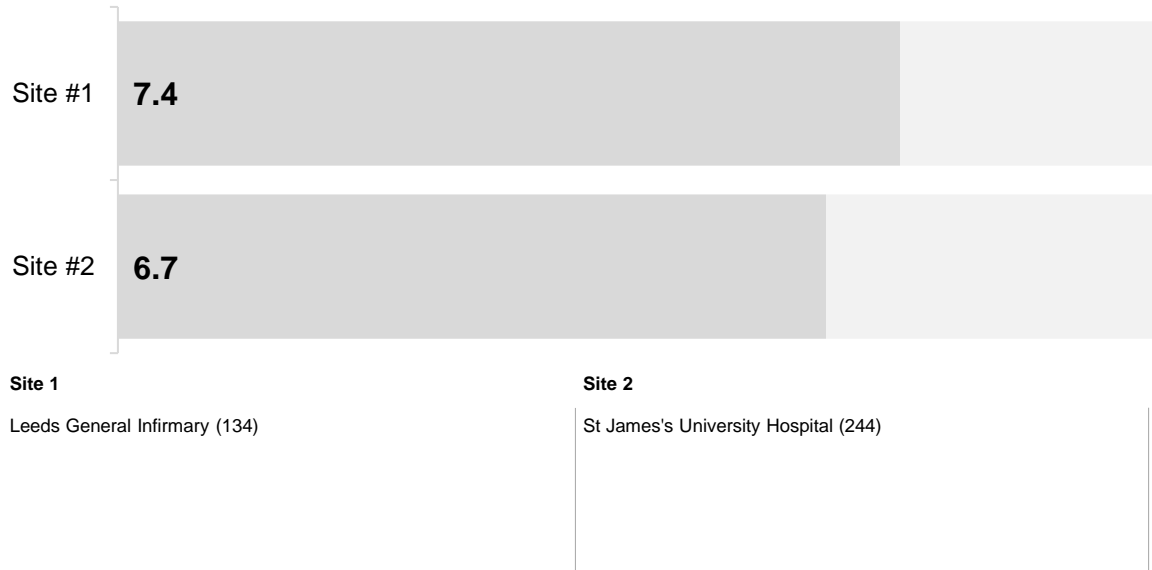 Site #1 7.4
Site #2 6.7
Site 1
Site 2
Leeds General Infirmary (134)
St James's University Hospital (244)